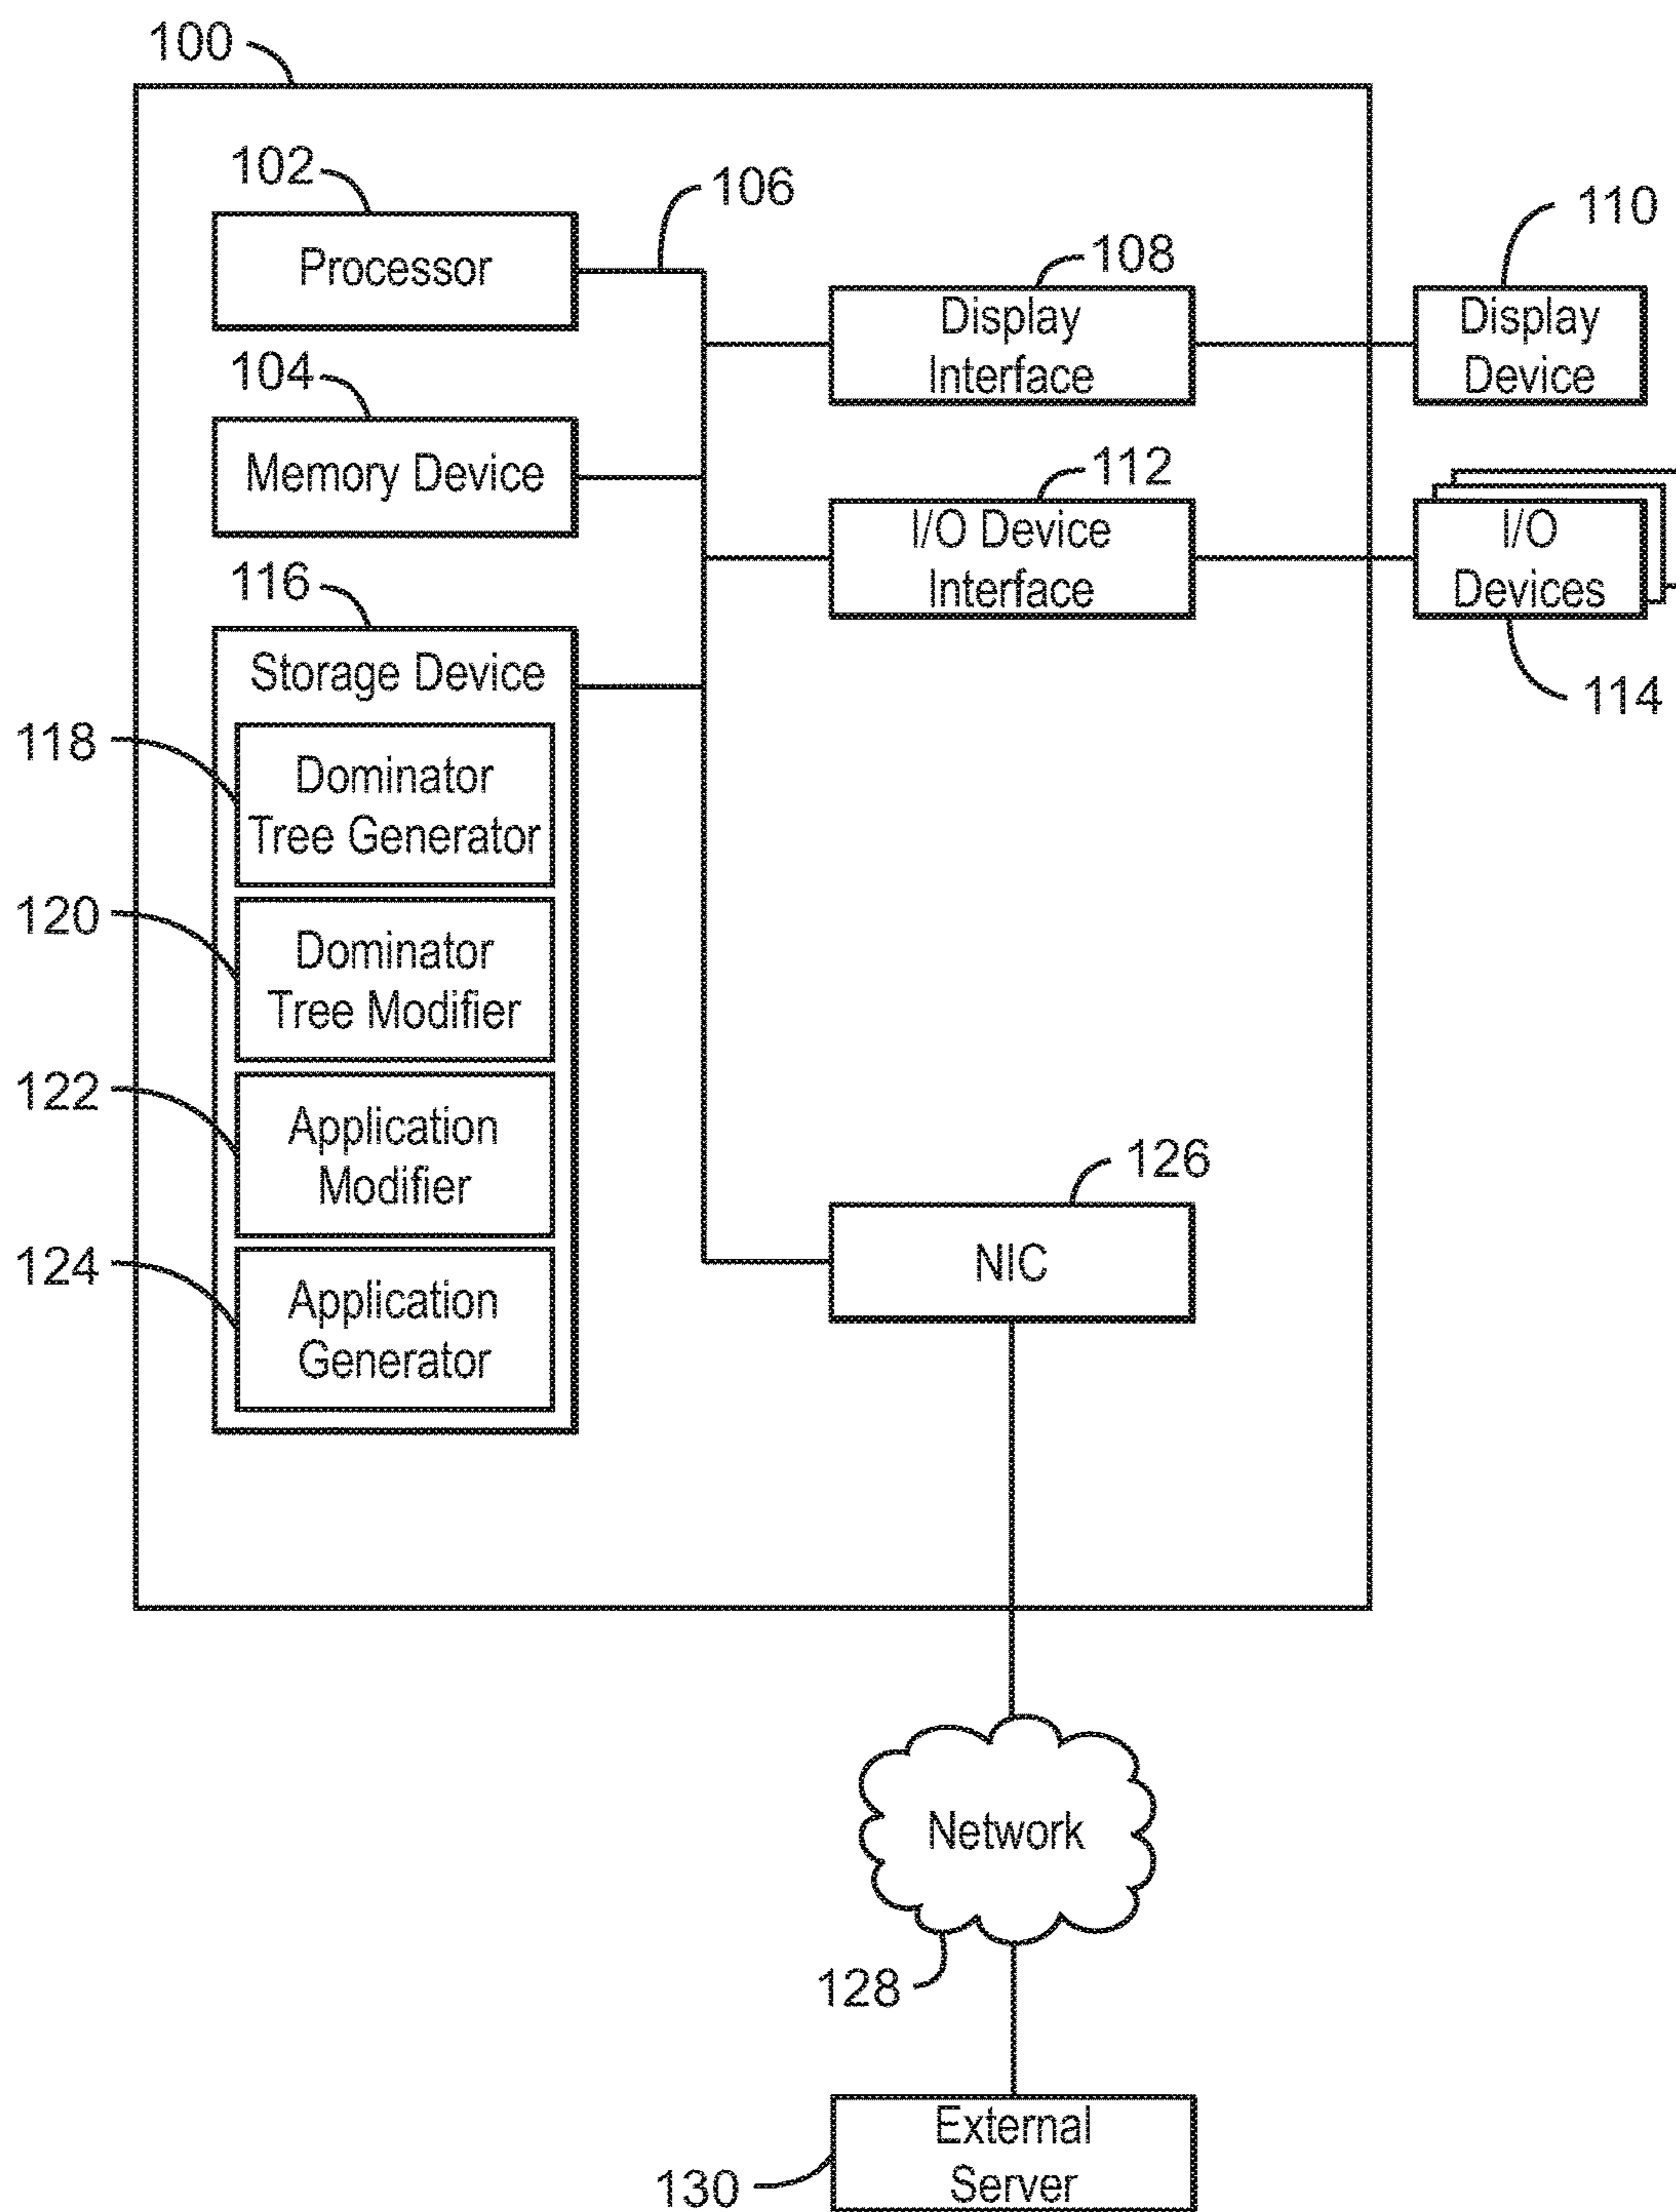 100
102
Processor
106
108
Display
Interface
110
Display
Device
104
Memory Device
112
I/O Device
Interface
I/O
Devices
114
116
Storage Device
118
Dominator
Tree Generator
120
Dominator
Tree Modifier
122
Application
Modifier
124
Application
Generator
126
NIC
Network
128
External
Server
130